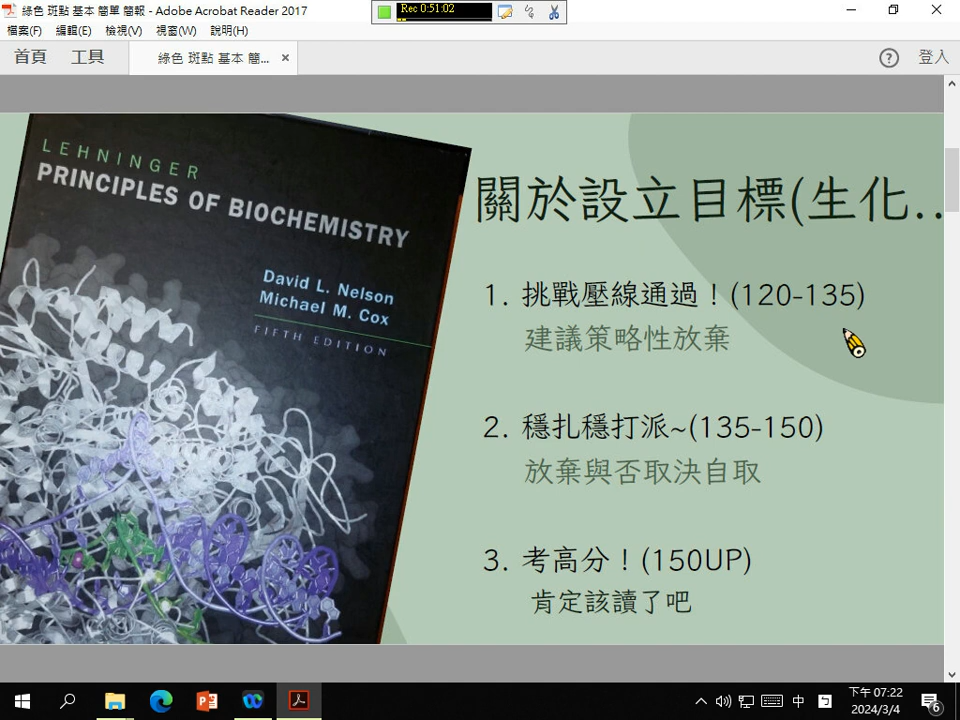 綠色 斑點 基本 簡單 簡報 - Adobe Acrobat Reader 2017
Rec 0:51:02
檔案(F) 編輯(E) 檢視(V) 視窗(W) 說明(H)
首頁 工具 綠色 斑點 基本 簡... × ? 登入
LEHNINGER
PRINCIPLES OF BIOCHEMISTRY
David L. Nelson
Michael M. Cox
FIFTH EDITION
關於設立目標(生化..
1. 挑戰壓線通過！(120-135)
建議策略性放棄
2. 穩扎穩打派~(135-150)
放棄與否取決自取
3. 考高分！(150UP)
肯定該讀了吧
中
下午 07:22
2024/3/4
6